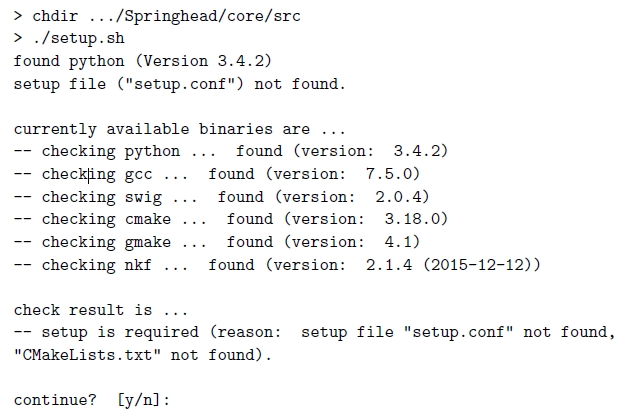 > chdir .../Springhead/core/src
> ./setup.sh
found python (Version 3.4.2)
setup file ("setup.conf") not found.
currently available binaries are ...
-- checking python ... found (version: 3.4.2)
-- checking gcc ... found (version: 7.5.0)
-- checking swig ... found (version: 2.0.4)
-- checking cmake ... found (version: 3.18.0)
-- checking gmake ... found (version: 4.1)
-- checking nkf ... found (version: 2.1.4 (2015-12-12))
check result is ...
-- setup is required (reason: setup file "setup.conf" not found,
"CMakeLists.txt" not found).
continue? [y/n]: